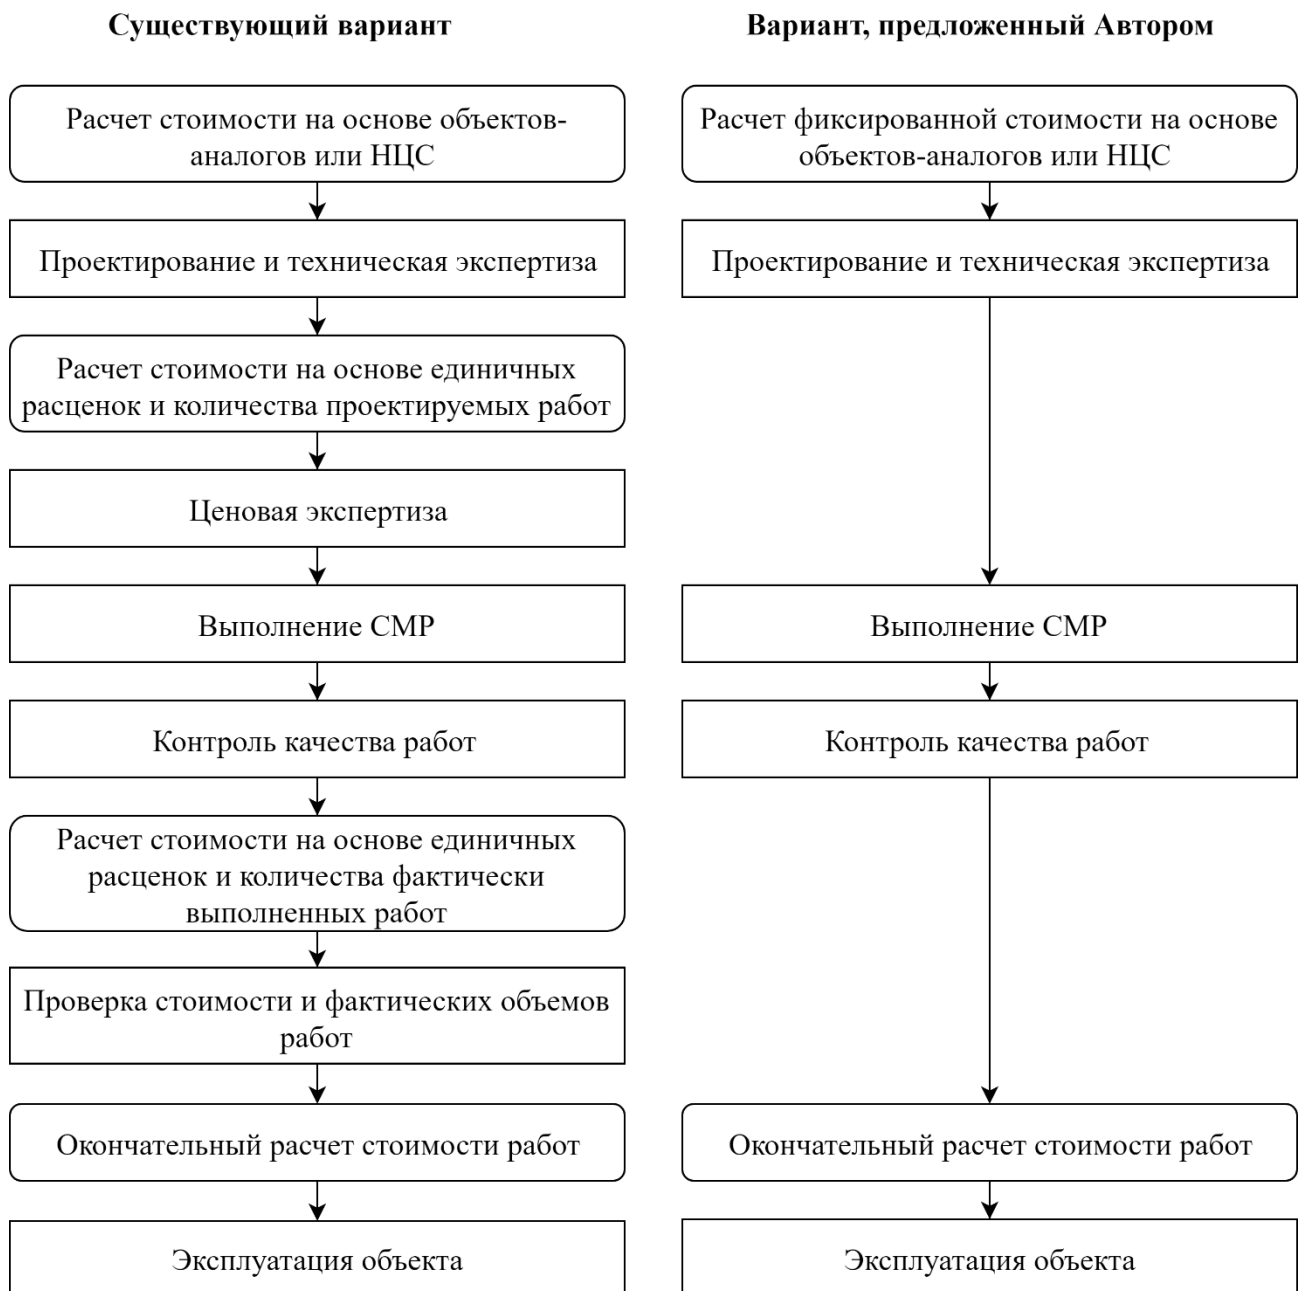 Существующий вариант
Расчет стоимости на основе объектов-
аналогов или НЦС
Проектирование и техническая экспертиза
Расчет стоимости на основе единичных
расценок и количества проектируемых работ
Ценовая экспертиза
Выполнение СМР
Контроль качества работ
Расчет стоимости на основе единичных
расценок и количества фактически
выполненных работ
Проверка стоимости и фактических объемов
работ
Окончательный расчет стоимости работ
Эксплуатация объекта
Вариант, предложенный Автором
Расчет фиксированной стоимости на основе
объектов-аналогов или НЦС
Проектирование и техническая экспертиза
Выполнение СМР
Контроль качества работ
Окончательный расчет стоимости работ
Эксплуатация объекта